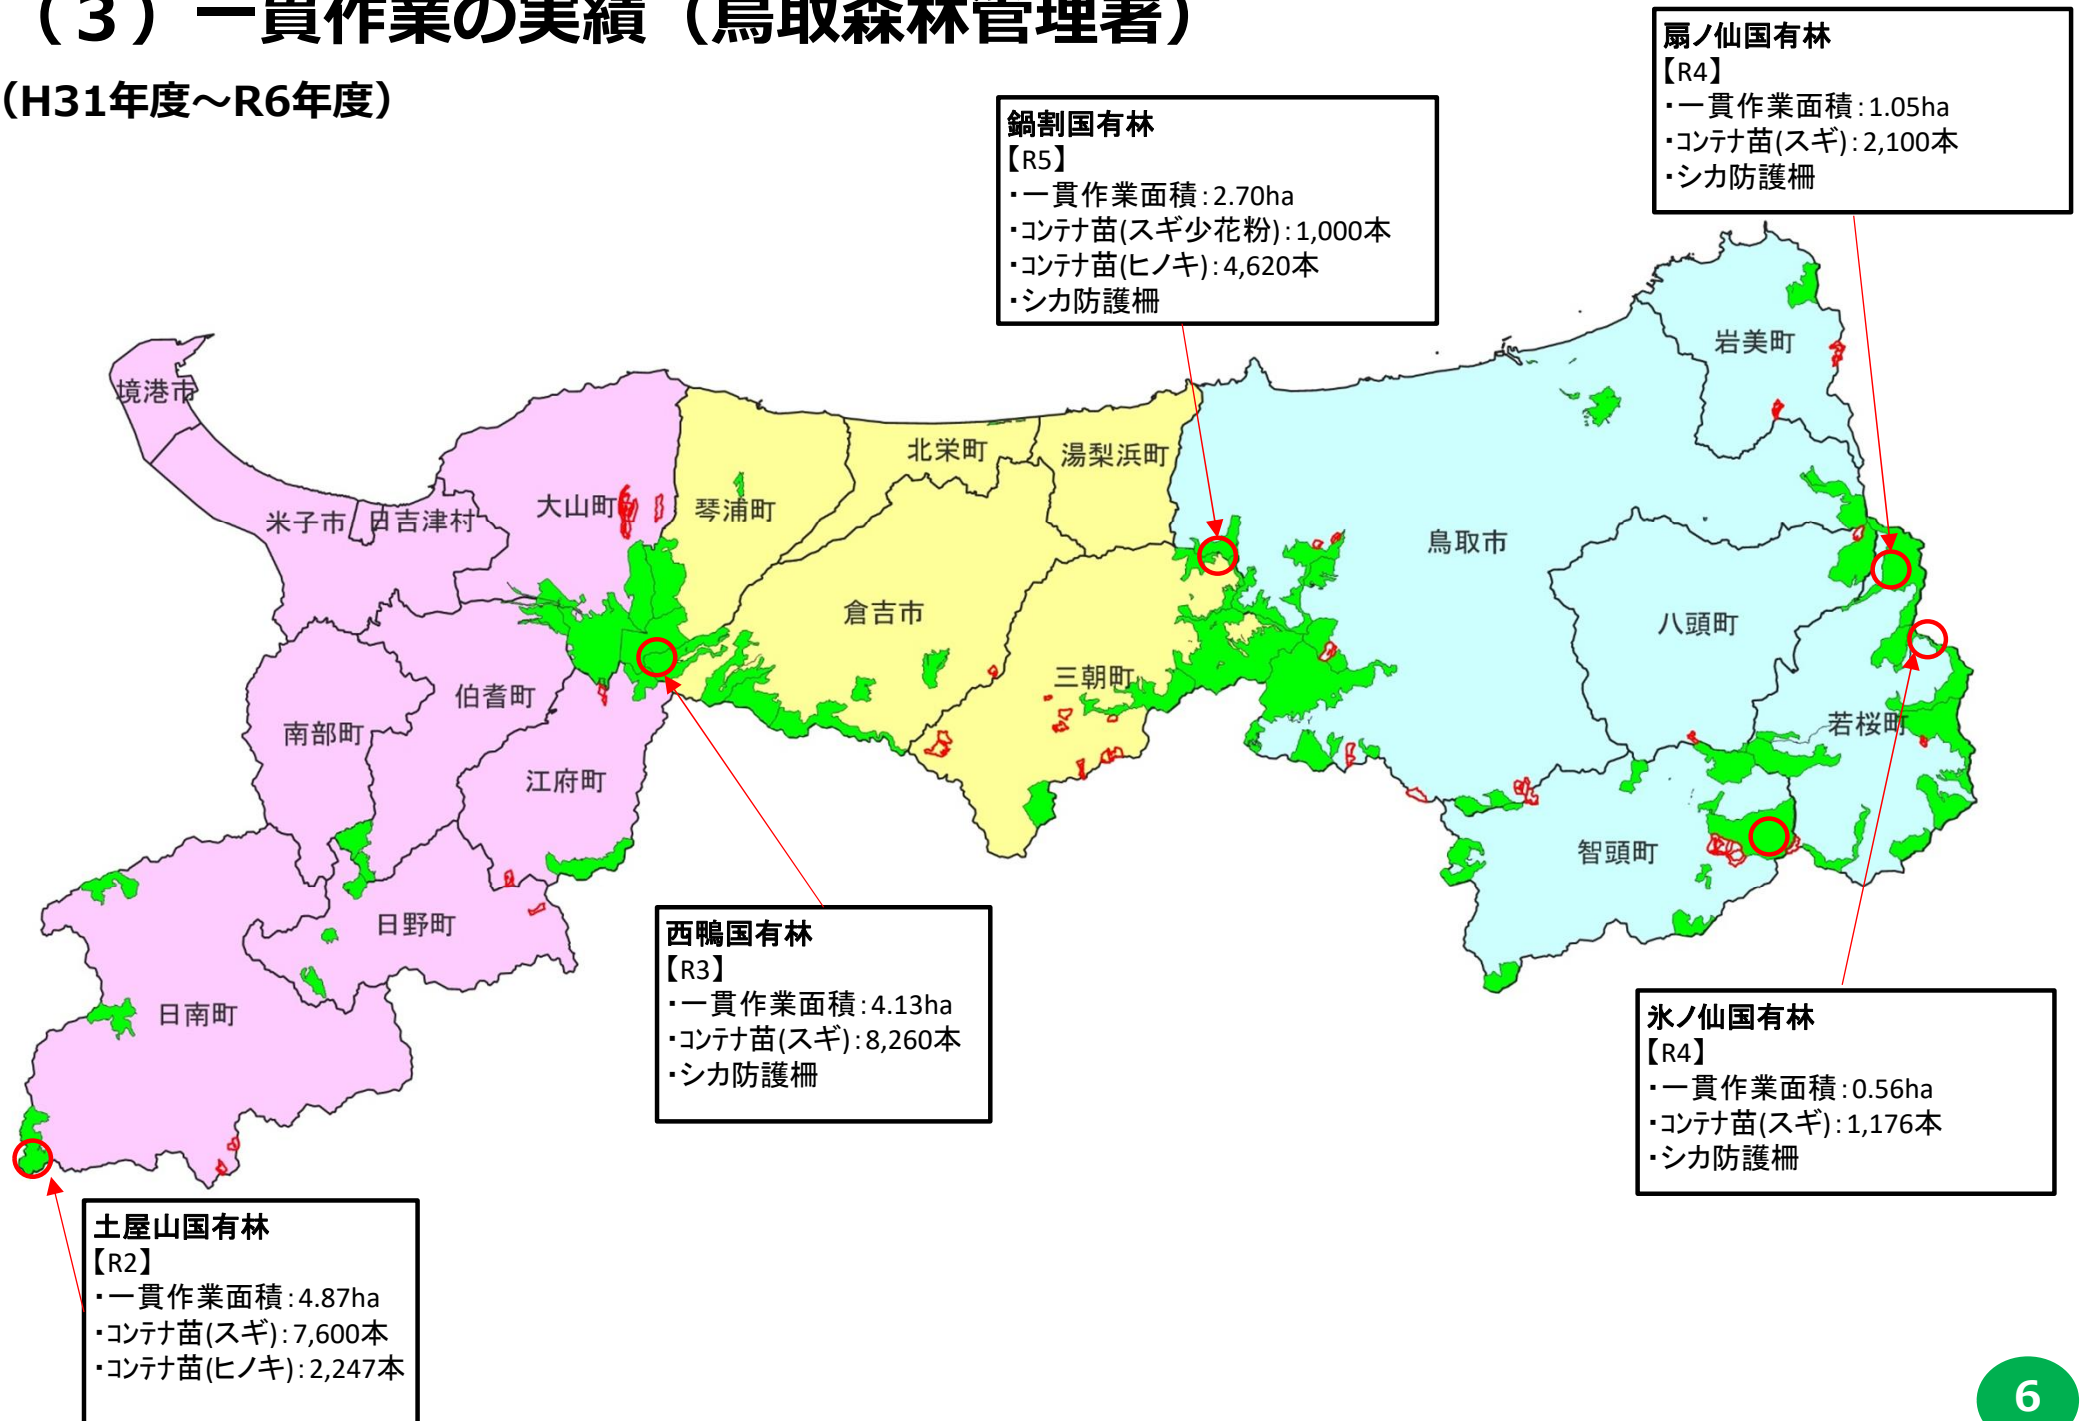 （３）一貫作業の実績（鳥取森林管理署）
（H31年度～R6年度）
扇ノ仙国有林
【R4】
・一貫作業面積：1.05ha
・コンテナ苗(スギ)：2,100本
・シカ防護柵
鍋割国有林
【R5】
・一貫作業面積：2.70ha
・コンテナ苗(スギ少花粉)：1,000本
・コンテナ苗(ヒノキ)：4,620本
・シカ防護柵
岩美町
境港市
北栄町
湯梨浜町
大山町
琴浦町
米子市
日吉津村
鳥取市
倉吉市
八頭町
三朝町
伯耆町
若桜町
南部町
江府町
智頭町
日野町
日南町
西鴨国有林
【R3】
・一貫作業面積：4.13ha
・コンテナ苗(スギ)：8,260本
・シカ防護柵
氷ノ仙国有林
【R4】
・一貫作業面積：0.56ha
・コンテナ苗(スギ)：1,176本
・シカ防護柵
土屋山国有林
【R2】
・一貫作業面積：4.87ha
・コンテナ苗(スギ)：7,600本
・コンテナ苗(ヒノキ)：2,247本
6